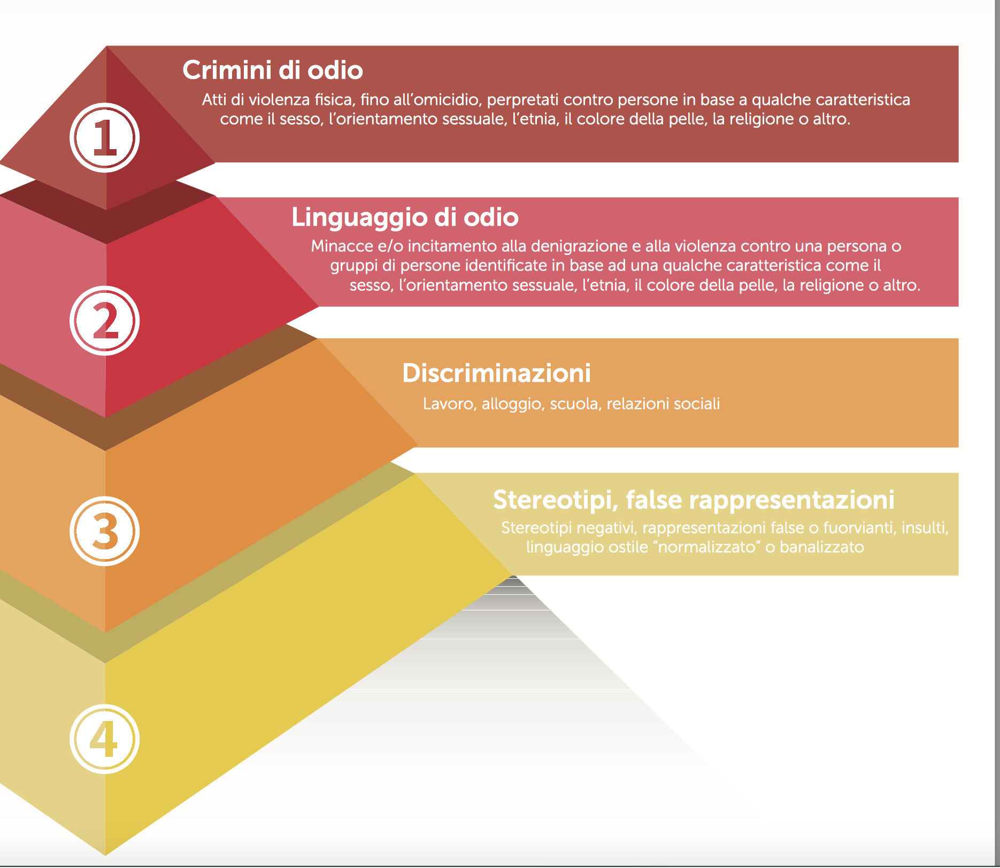 1
Crimini di odio
Atti di violenza fisica, fino all’omicidio, perpretati contro persone in base a qualche caratteristica
come il sesso, l’orientamento sessuale, l’etnia, il colore della pelle, la religione o altro.
2
Linguaggio di odio
Minacce e/o incitamento alla denigrazione e alla violenza contro una persona o
gruppi di persone identificate in base ad una qualche caratteristica come il
sesso, l’orientamento sessuale, l’etnia, il colore della pelle, la religione o altro.
3
Discriminazioni
Lavoro, alloggio, scuola, relazioni sociali
4
Stereotipi, false rappresentazioni
Stereotipi negativi, rappresentazioni false o fuorvianti, insulti,
linguaggio ostile “normalizzato” o banalizzato